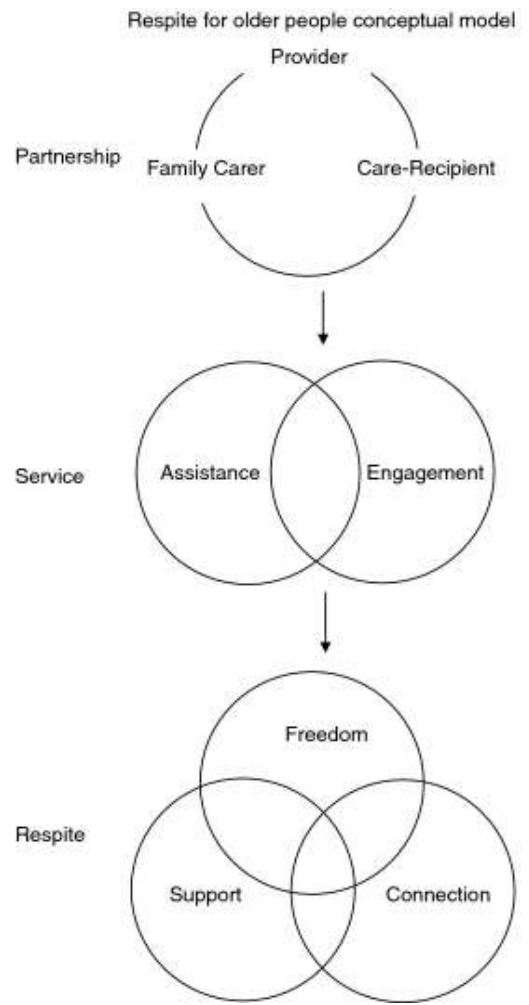 Respite for older people conceptual model
Provider
Partnership
Family Carer
Care-Recipient
Service
Assistance
Engagement
Freedom
Respite
Support
Connection